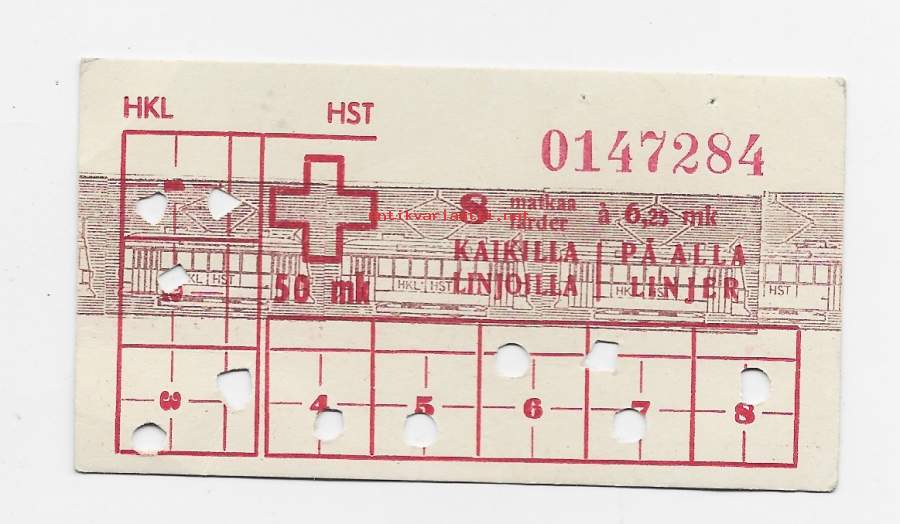 HKL HST
0147284
8 matkaa färder à 6,25 mk
KAIKILLA PÅ ALLA
LINJOILLA LINJER
50 mk
HKL HST
HKL HST
HST
3 4 5 6 7 8